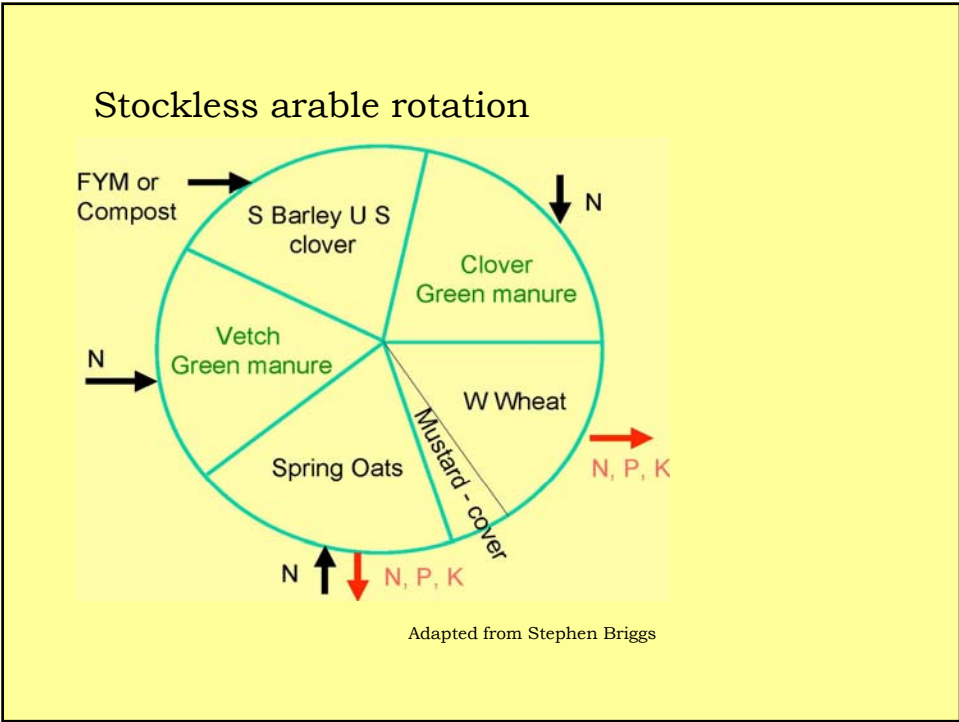 Stockless arable rotation
FYM or
Compost
S Barley U S
clover
N
Clover
Green manure
Vetch
Green manure
N
W Wheat
Mustard - cover
N, P, K
Spring Oats
N
N, P, K
Adapted from Stephen Briggs